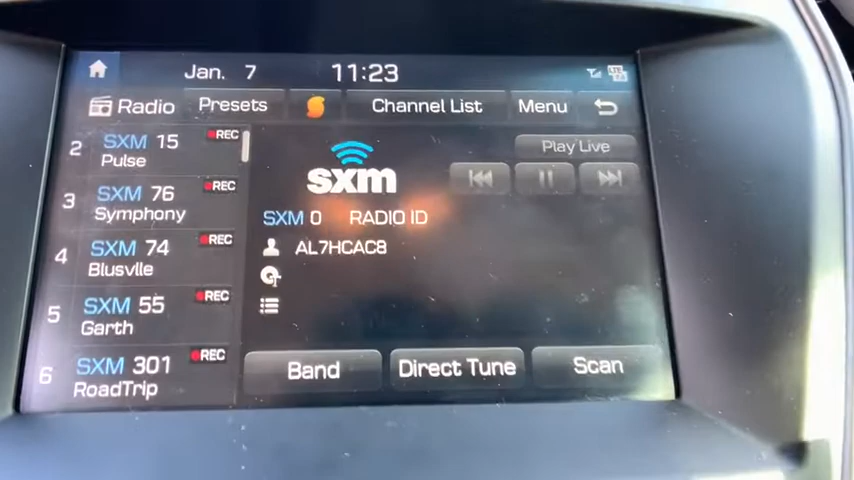 Jan. 7 11:23
Radio Presets Channel List Menu
2 SXM 15 REC
Pulse
3 SXM 76 REC
Symphony
4 SXM 74 REC
Blusvlle
5 SXM 55 REC
Garth
6 SXM 301 REC
RoadTrip
sxm
Play Live
SXM 0 RADIO ID
AL7HCAC8
Band Direct Tune Scan